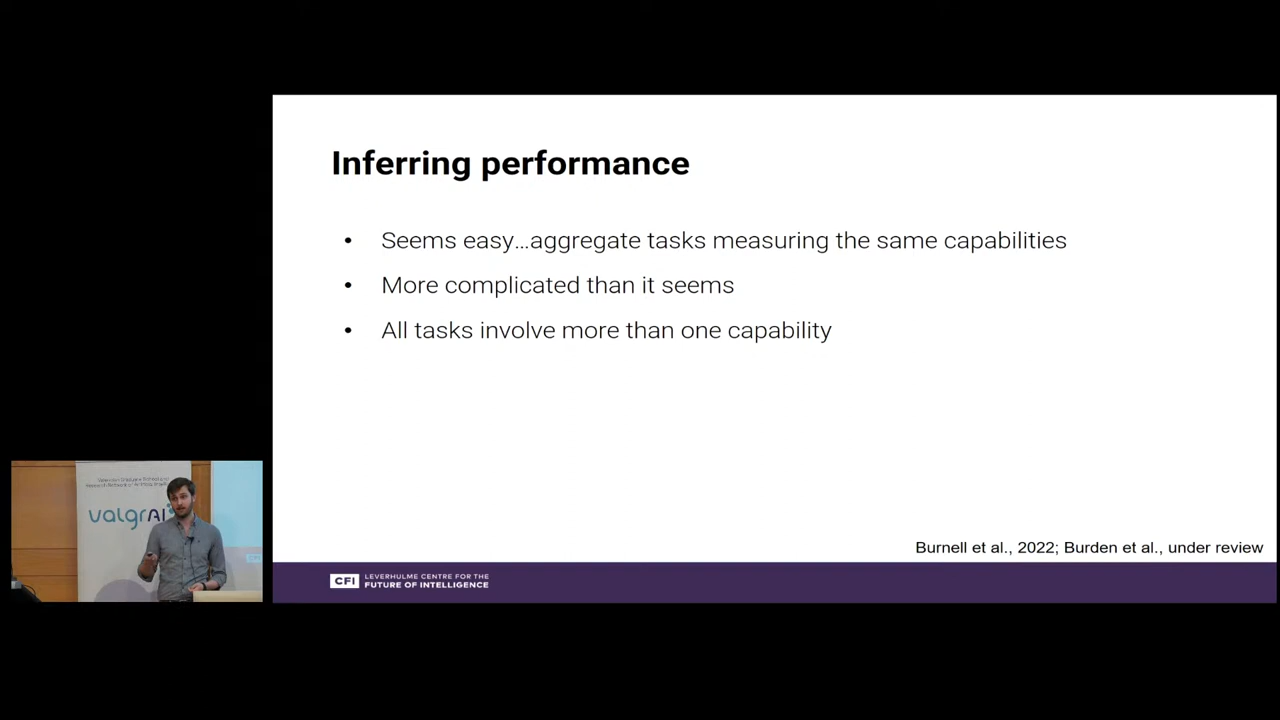 Inferring performance
• Seems easy...aggregate tasks measuring the same capabilities
• More complicated than it seems
• All tasks involve more than one capability
Burnell et al., 2022; Burden et al., under review
CFI
LEVERHULME CENTRE FOR THE
FUTURE OF INTELLIGENCE
valgrAI